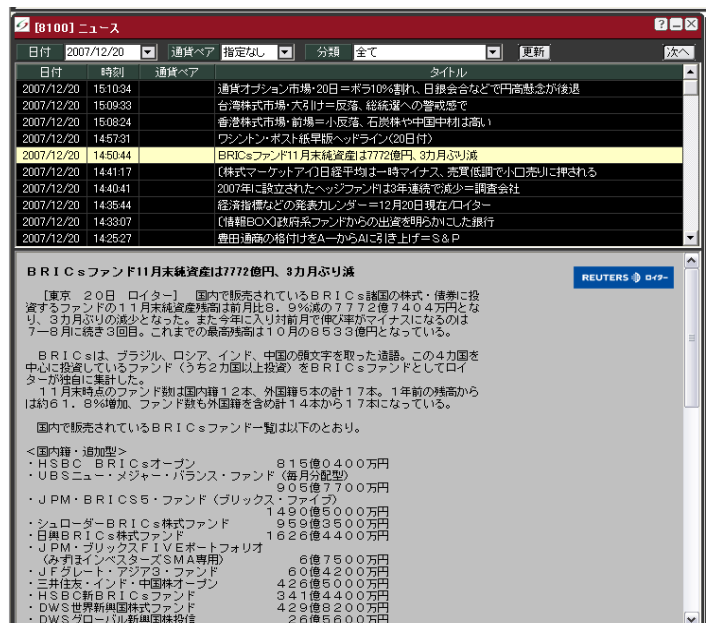 [8100] ニュース
日付 2007/12/20 通貨ペア 指定なし 分類 全て 更新 次へ
日付 時刻 通貨ペア タイトル
2007/12/20 15:10:34 通貨オプション市場・20日＝ボラ10%割れ、日銀会合などで円高懸念が後退
2007/12/20 15:09:33 台湾株式市場・大引け＝反落、総統選への警戒感で
2007/12/20 15:08:24 香港株式市場・前場＝小反落、石炭株や中国中材は高い
2007/12/20 14:57:31 ワシントン・ポスト紙早版ヘッドライン(20日付)
2007/12/20 14:50:44 BRICsファンド11月末純資産は7772億円、3カ月ぶり減
2007/12/20 14:41:17 〔株式マーケットアイ〕日経平均は一時マイナス、売買低調で小口売りに押される
2007/12/20 14:40:41 2007年に設立されたヘッジファンドは3年連続で減少＝調査会社
2007/12/20 14:35:44 経済指標などの発表カレンダー＝12月20日現在/ロイター
2007/12/20 14:33:07 〔情報BOX〕政府系ファンドからの出資を明らかにした銀行
2007/12/20 14:25:27 豊田通商の格付けをA－からAに引き上げ＝S＆P
ＢＲＩＣｓファンド11月末純資産は7772億円、3カ月ぶり減
REUTERS ロイター
［東京　２０日　ロイター］　国内で販売されているＢＲＩＣｓ諸国の株式・債券に投
資するファンドの１１月末純資産残高は前月比８．９％減の７７７２億７４０４万円とな
り、３カ月ぶりの減少となった。また今年に入り対前月で伸び率がマイナスになるのは
７―８月に続き３回目。これまでの最高残高は１０月の８５３３億円となっている。
ＢＲＩＣｓは、ブラジル、ロシア、インド、中国の頭文字を取った造語。この４カ国を
中心に投資しているファンド（うち２カ国以上投資）をＢＲＩＣｓファンドとしてロイ
ターが独自に集計した。
１１月末時点のファンド数は国内籍１２本、外国籍５本の計１７本。１年前の残高から
は約６１．８％増加、ファンド数も外国籍を含め計１４本から１７本になっている。
国内で販売されているＢＲＩＣｓファンド一覧は以下のとおり。
＜国内籍・追加型＞
・ＨＳＢＣ　ＢＲＩＣｓオープン　８１５億０４００万円
・ＵＢＳニュー・メジャー・バランス・ファンド（毎月分配型）
９０５億７７００万円
・ＪＰＭ・ＢＲＩＣＳ５・ファンド（ブリックス・ファイブ）
１４９０億５０００万円
・シュローダーＢＲＩＣｓ株式ファンド　９５９億３５００万円
・日興ＢＲＩＣｓ株式ファンド　１６２６億４４００万円
・ＪＰＭ・ブリックスＦＩＶＥポートフォリオ
（みずほインベスターズＳＭＡ専用）　６億７５００万円
・ＪＦグレート・アジア３・ファンド　６０億４２００万円
・三井住友・インド・中国株オープン　４２６億５０００万円
・ＨＳＢＣ新ＢＲＩＣｓファンド　３４１億４４００万円
・ＤＷＳ世界新興国株式ファンド　４２９億８２００万円
・ＤＷＳグローバル新興国株投信　２６億５６００万円